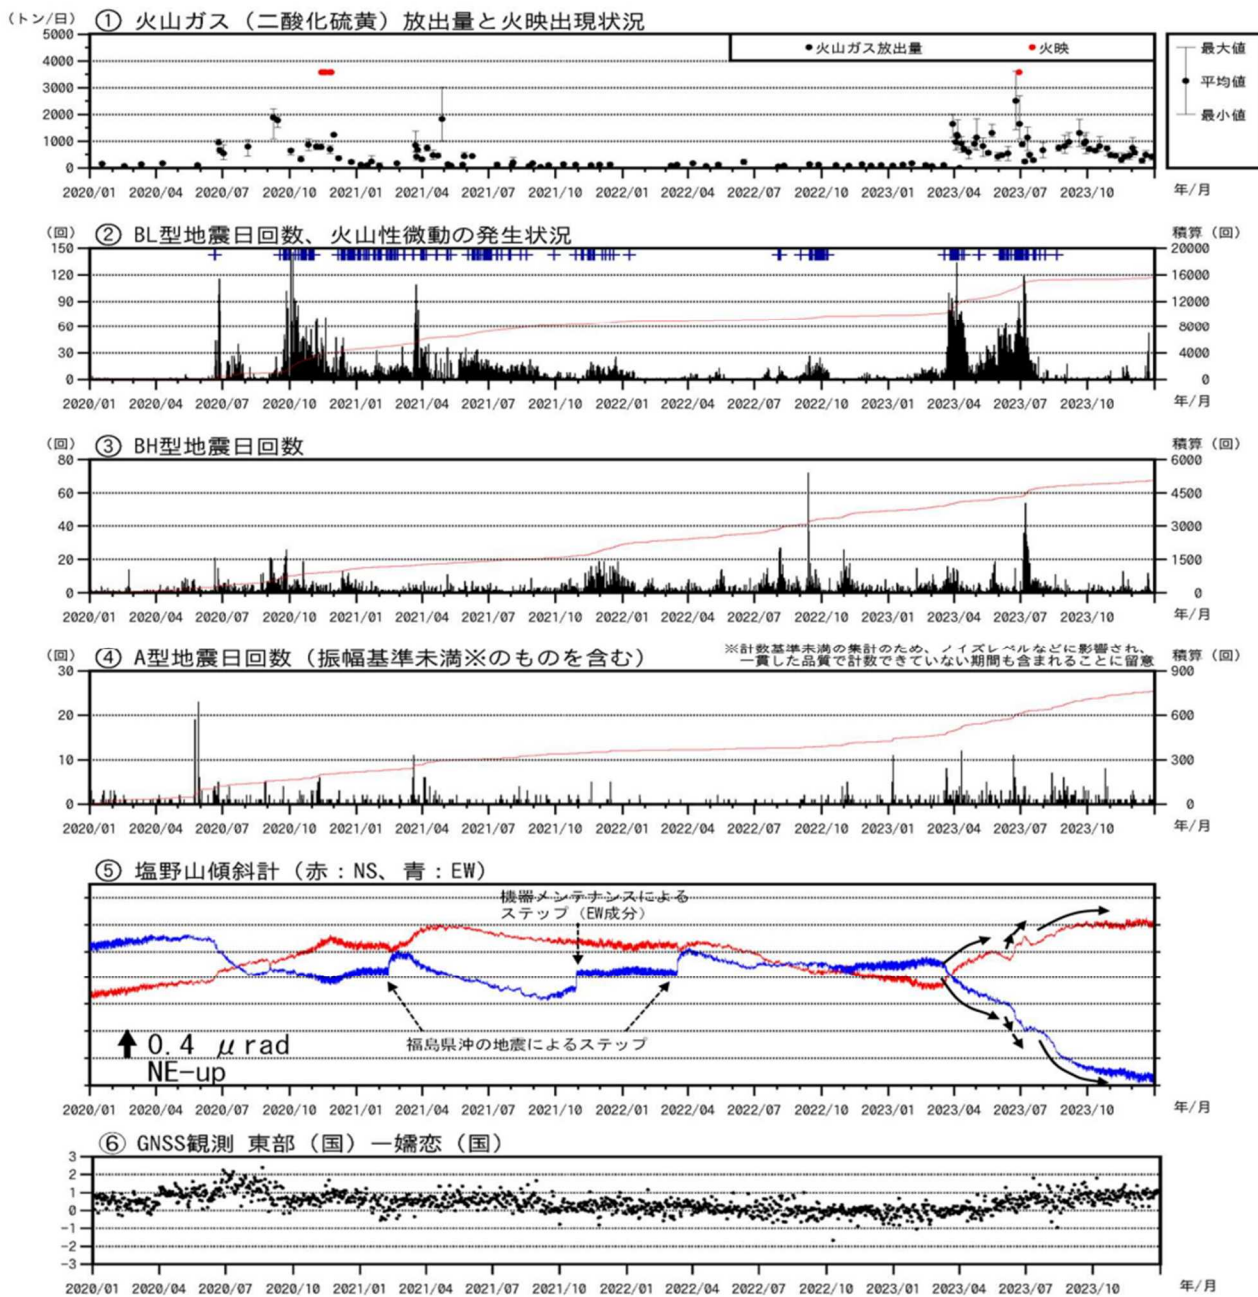 (トン/日) ① 火山ガス（二酸化硫黄）放出量と火映出現状況
5000
4000
3000
2000
1000
0
●火山ガス放出量 ●火映
最大値
平均値
最小値
2020/01 2020/04 2020/07 2020/10 2021/01 2021/04 2021/07 2021/10 2022/01 2022/04 2022/07 2022/10 2023/01 2023/04 2023/07 2023/10 年/月
(回) ② BL型地震日回数、火山性微動の発生状況 積算（回）
150 20000
120 16000
90 12000
60 8000
30 4000
0 0
2020/01 2020/04 2020/07 2020/10 2021/01 2021/04 2021/07 2021/10 2022/01 2022/04 2022/07 2022/10 2023/01 2023/04 2023/07 2023/10 年/月
(回) ③ BH型地震日回数 積算（回）
80 6000
60 4500
40 3000
20 1500
0 0
2020/01 2020/04 2020/07 2020/10 2021/01 2021/04 2021/07 2021/10 2022/01 2022/04 2022/07 2022/10 2023/01 2023/04 2023/07 2023/10 年/月
(回) ④ A型地震日回数（振幅基準未満※のものを含む） 積算（回）
※計数基準未満の集計のため、ノイズレベルなどに影響され、
一貫した品質で計数できていない期間も含まれることに留意
30 900
20 600
10 300
0 0
2020/01 2020/04 2020/07 2020/10 2021/01 2021/04 2021/07 2021/10 2022/01 2022/04 2022/07 2022/10 2023/01 2023/04 2023/07 2023/10 年/月
⑤ 塩野山傾斜計（赤：NS、青：EW）
機器メンテナンスによる
ステップ（EW成分）
福島県沖の地震によるステップ
0.4 μrad
NE-up
2020/01 2020/04 2020/07 2020/10 2021/01 2021/04 2021/07 2021/10 2022/01 2022/04 2022/07 2022/10 2023/01 2023/04 2023/07 2023/10 年/月
⑥ GNSS観測 東部（国）―嬬恋（国）
3
2
1
0
-1
-2
-3
2020/01 2020/04 2020/07 2020/10 2021/01 2021/04 2021/07 2021/10 2022/01 2022/04 2022/07 2022/10 2023/01 2023/04 2023/07 2023/10 年/月